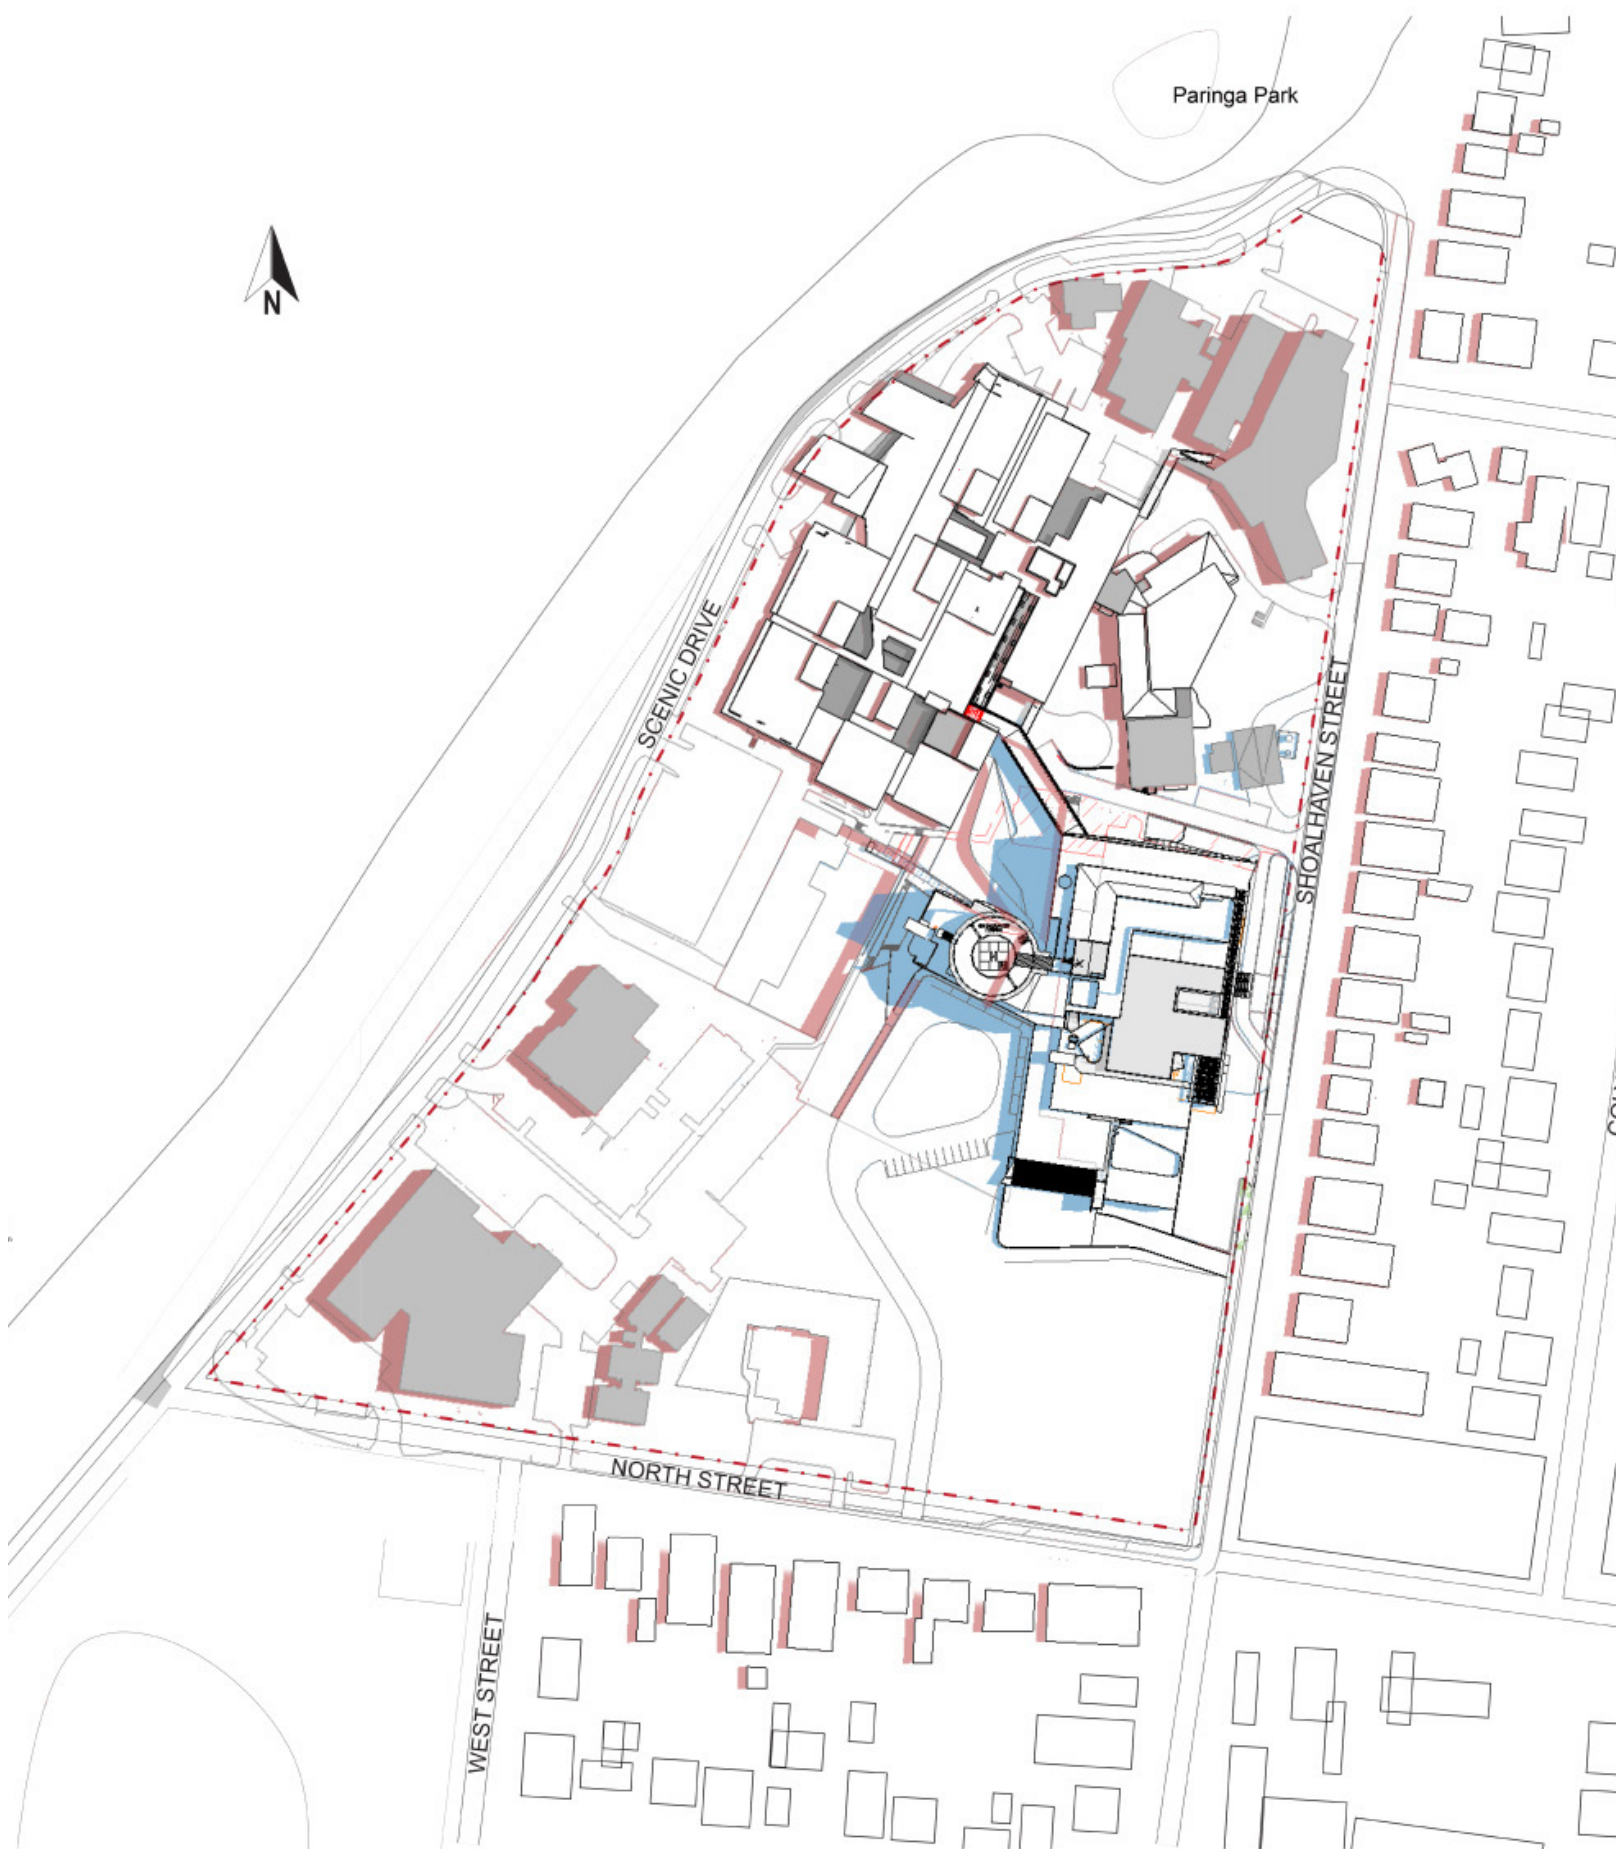 Paringa Park
N
SCENIC DRIVE
SHOALHAVEN STREET
H
NORTH STREET
WEST STREET